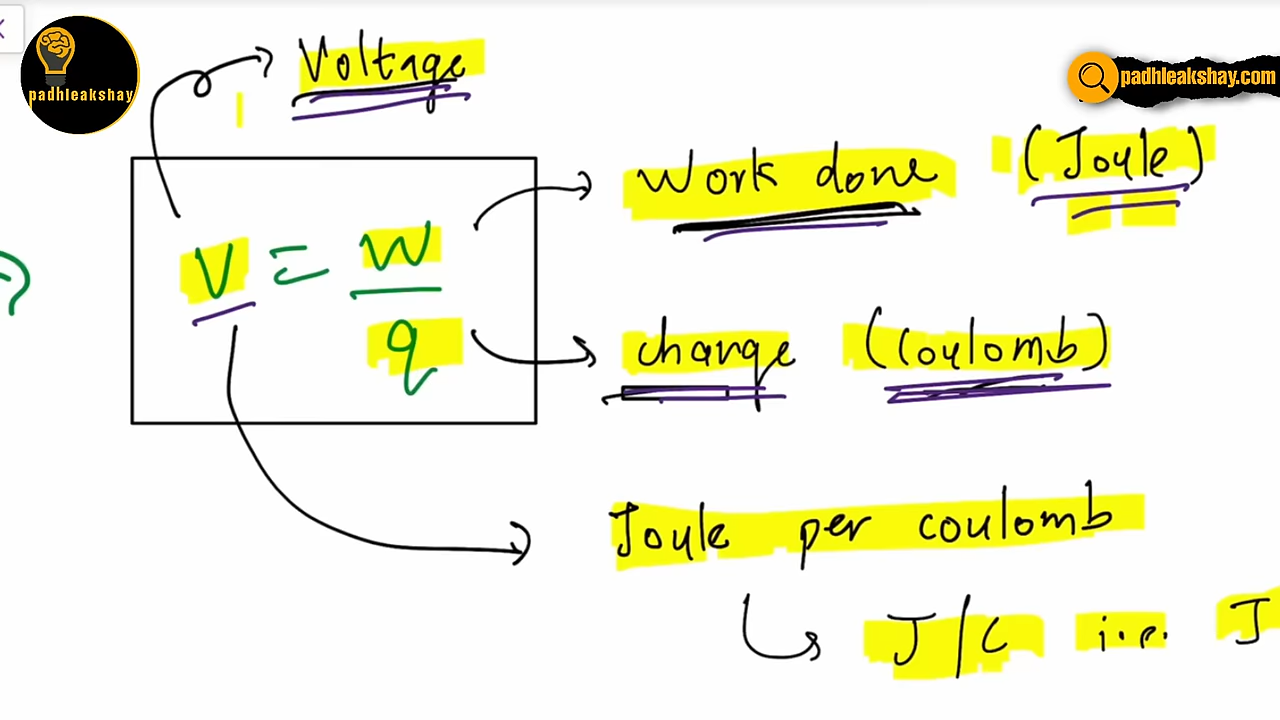 padhleakshay
padhleakshay.com
Voltage
Work done (Joule)
V = W
q
charge (Coulomb)
Joule per coulomb
J/C i.e. J